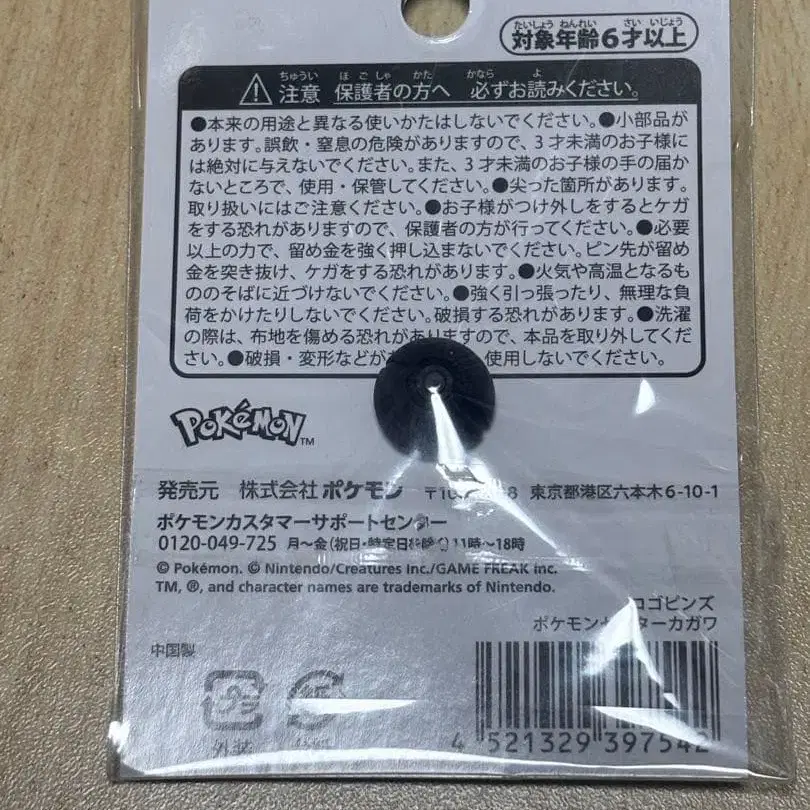 たいしょう ねんれい さい いじょう
対象年齢6才以上
ちゅうい ほごしゃ かた かなら よ
⚠注意 保護者の方へ 必ずお読みください。
●本来の用途と異なる使いかたはしないでください。●小部品が
あります。誤飲・窒息の危険がありますので、3才未満のお子様に
は絶対に与えないでください。また、3才未満のお子様の手の届か
ないところで、使用・保管してください。●尖った箇所があります。
取り扱いにはご注意ください。●お子様がつけ外しをするとケガ
をする恐れがありますので、保護者の方が行ってください。●必要
以上の力で、留め金を強く押し込まないでください。ピン先が留め
金を突き抜け、ケガをする恐れがあります。●火気や高温となるも
ののそばに近づけないでください。●強く引っ張ったり、無理な負
荷をかけたりしないでください。破損する恐れがあります。●洗濯
の際は、布地を傷める恐れがありますので、本品を取り外してくだ
さい。●破損・変形などが 使用しないでください。
POKéMON™
発売元 株式会社ポケモン 東京都港区六本木6-10-1
ポケモンカスタマーサポートセンター
0120-049-725 月〜金(祝日・特定日を除く)11時〜18時
© Pokémon. © Nintendo/Creatures Inc./GAME FREAK inc.
TM, ®, and character names are trademarks of Nintendo.
ロゴピンズ
ポケモンセンターカガワ
中国製
プラ
外装
4 521329 397542